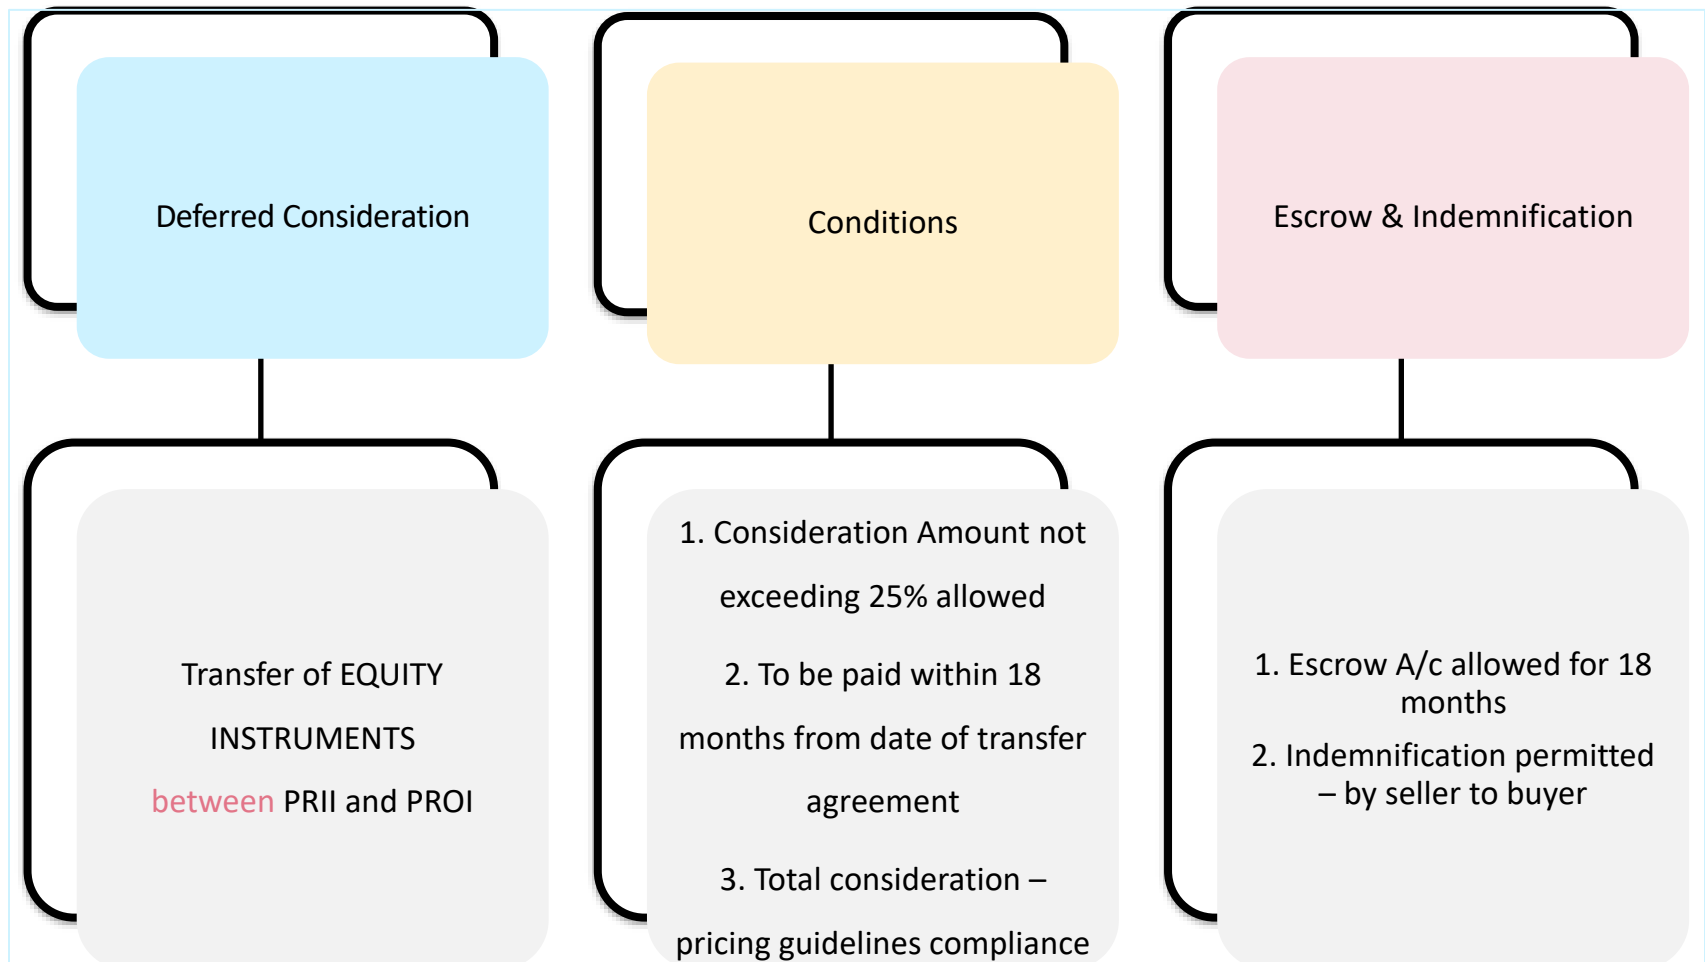 Deferred Consideration
Transfer of EQUITY
INSTRUMENTS
between PRII and PROI
Conditions
1. Consideration Amount not
exceeding 25% allowed
2. To be paid within 18
months from date of transfer
agreement
3. Total consideration –
pricing guidelines compliance
Escrow & Indemnification
1. Escrow A/c allowed for 18
months
2. Indemnification permitted
– by seller to buyer